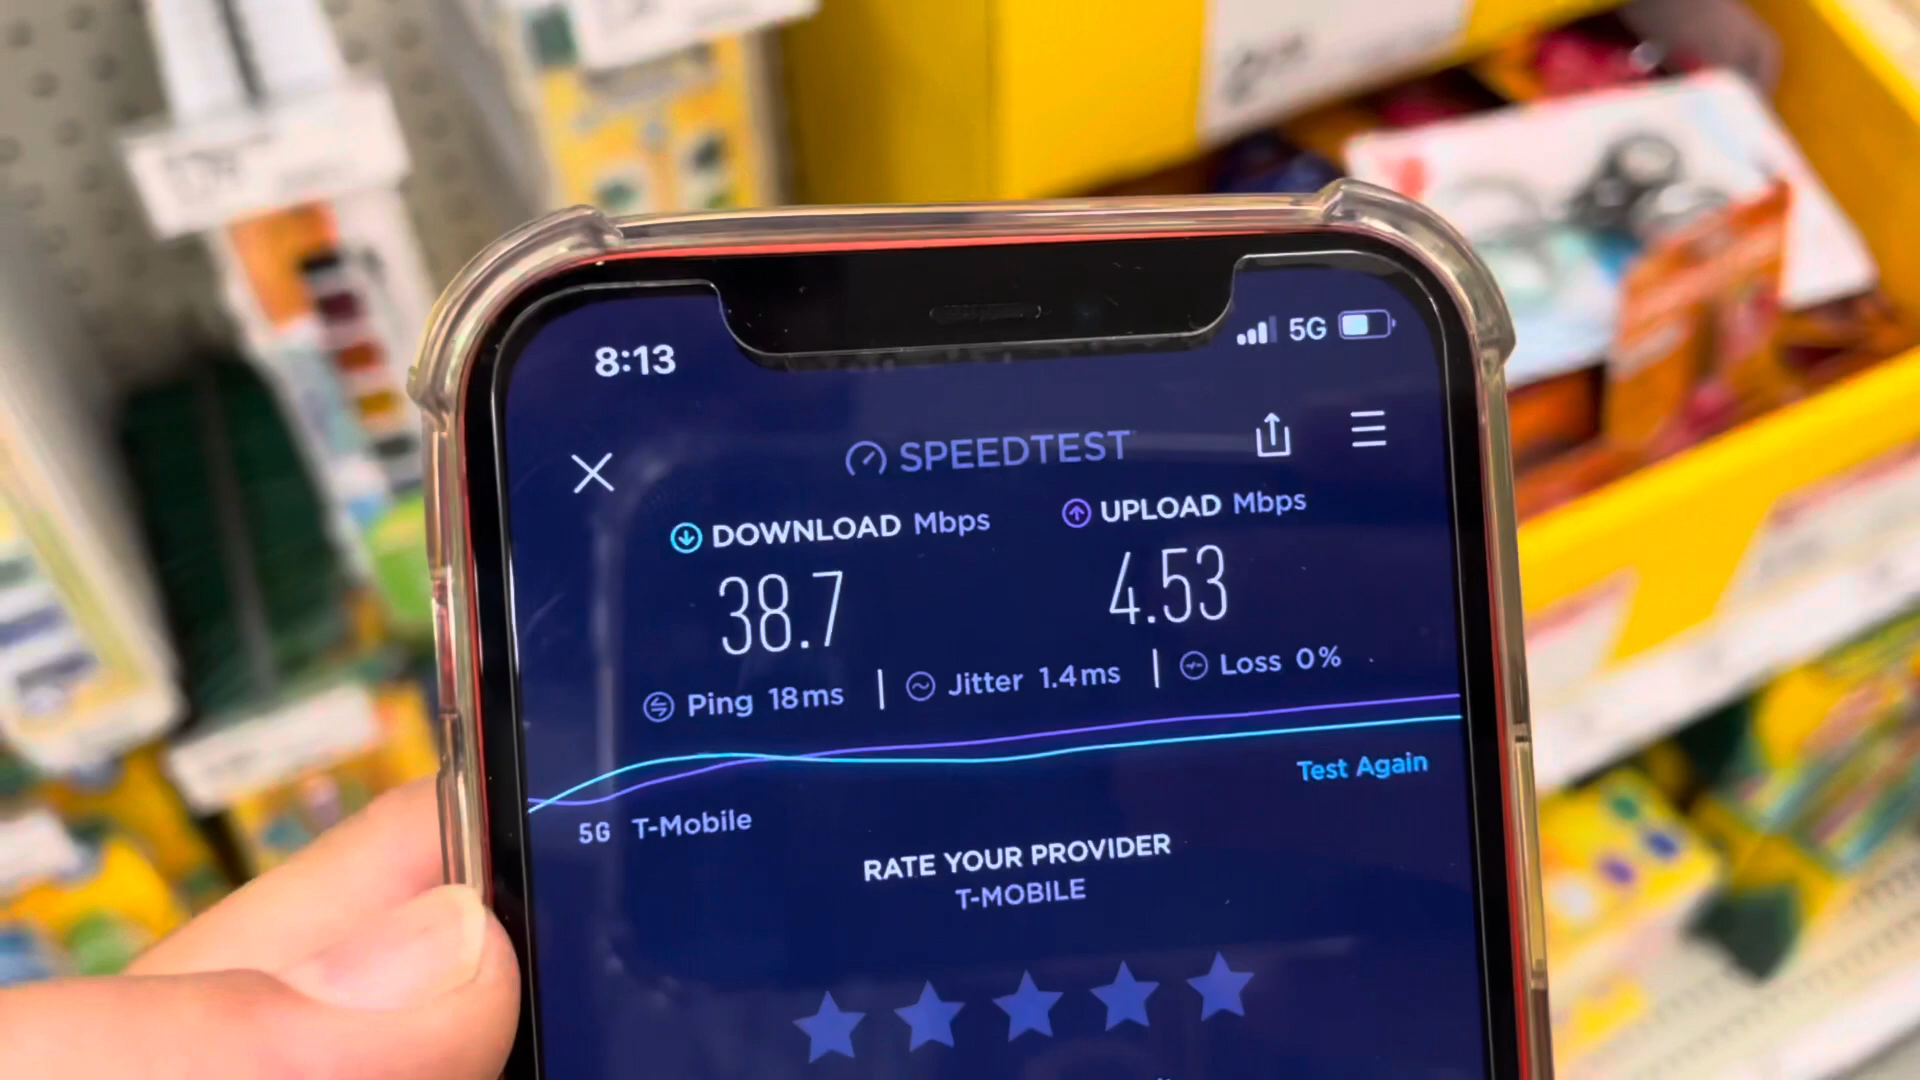 8:13
5G
SPEEDTEST
DOWNLOAD Mbps
UPLOAD Mbps
38.7
4.53
Ping 18ms
Jitter 1.4ms
Loss 0%
Test Again
5G T-Mobile
RATE YOUR PROVIDER
T-MOBILE